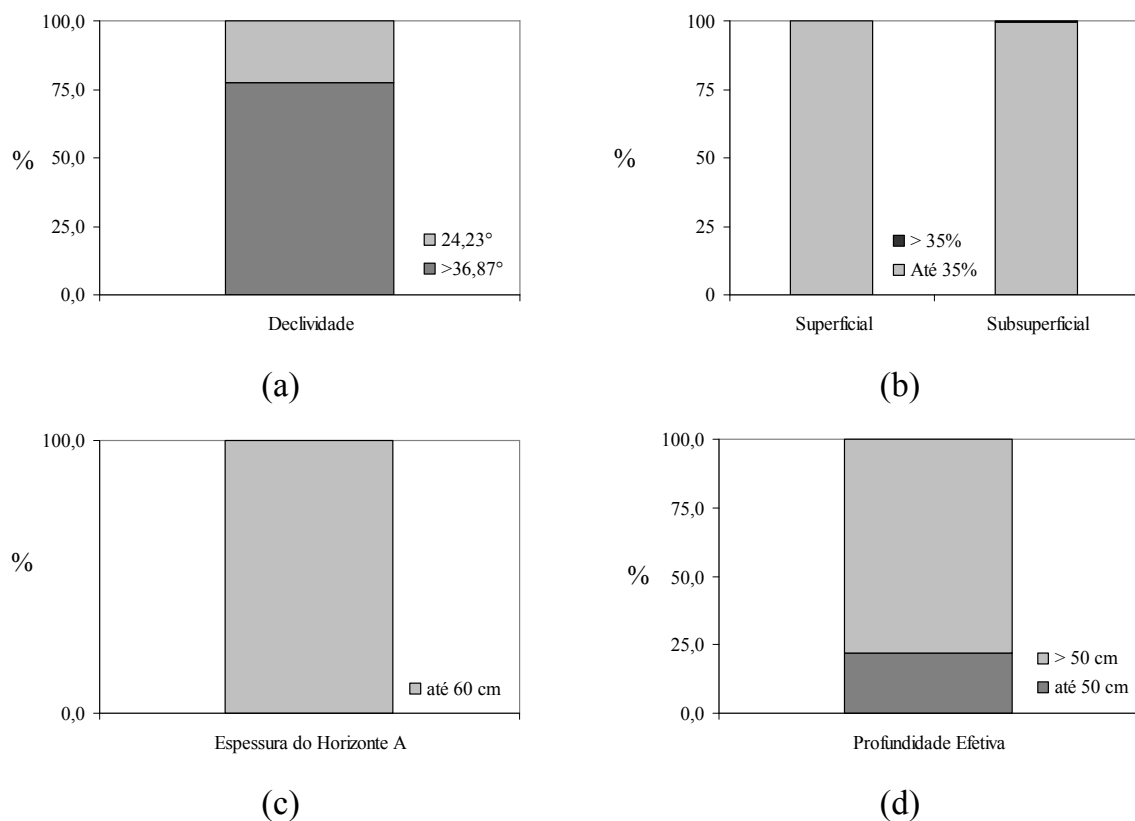 100,0
75,0
50,0
25,0
0,0
%
24,23°
>36,87°
Declividade
(a)
100
75
50
25
0
%
> 35%
Até 35%
Superficial
Subsuperficial
(b)
100,0
0,0
%
até 60 cm
Espessura do Horizonte A
(c)
100,0
75,0
50,0
25,0
0,0
%
> 50 cm
até 50 cm
Profundidade Efetiva
(d)